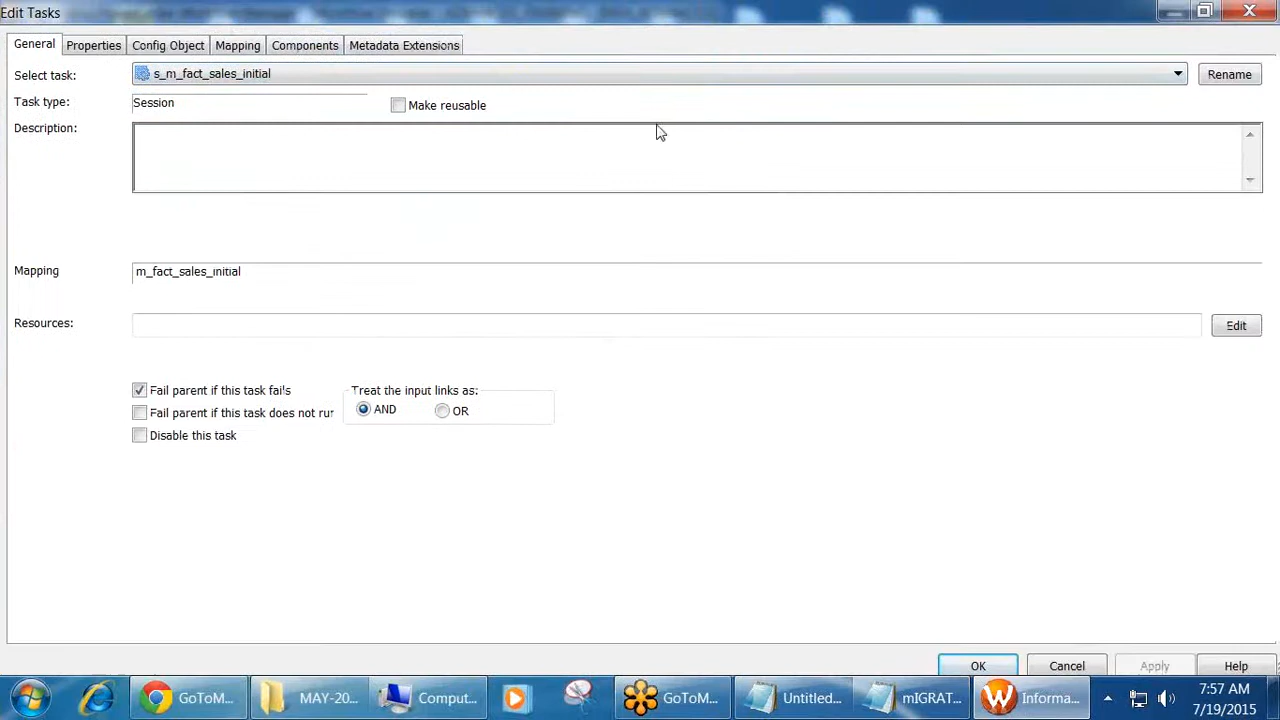 Edit Tasks
General Properties Config Object Mapping Components Metadata Extensions
Select task: s_m_fact_sales_initial Rename
Task type: Session Make reusable
Description:
Mapping m_fact_sales_initial
Resources: Edit
Fail parent if this task fails Treat the input links as:
Fail parent if this task does not rur AND OR
Disable this task
OK Cancel Apply Help
GoToM... MAY-20... Comput... GoToM... Untitled... mIGRAT... Informa... 7:57 AM
7/19/2015